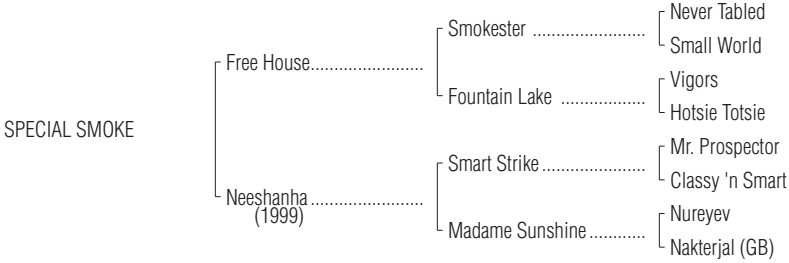 Never Tabled
Smokester ........................
Small World
Free House........................
Vigors
Fountain Lake ..................
Hotsie Totsie
SPECIAL SMOKE
Mr. Prospector
Smart Strike......................
Classy 'n Smart
Neeshanha........................
(1999)
Nureyev
Madame Sunshine............
Nakterjal (GB)